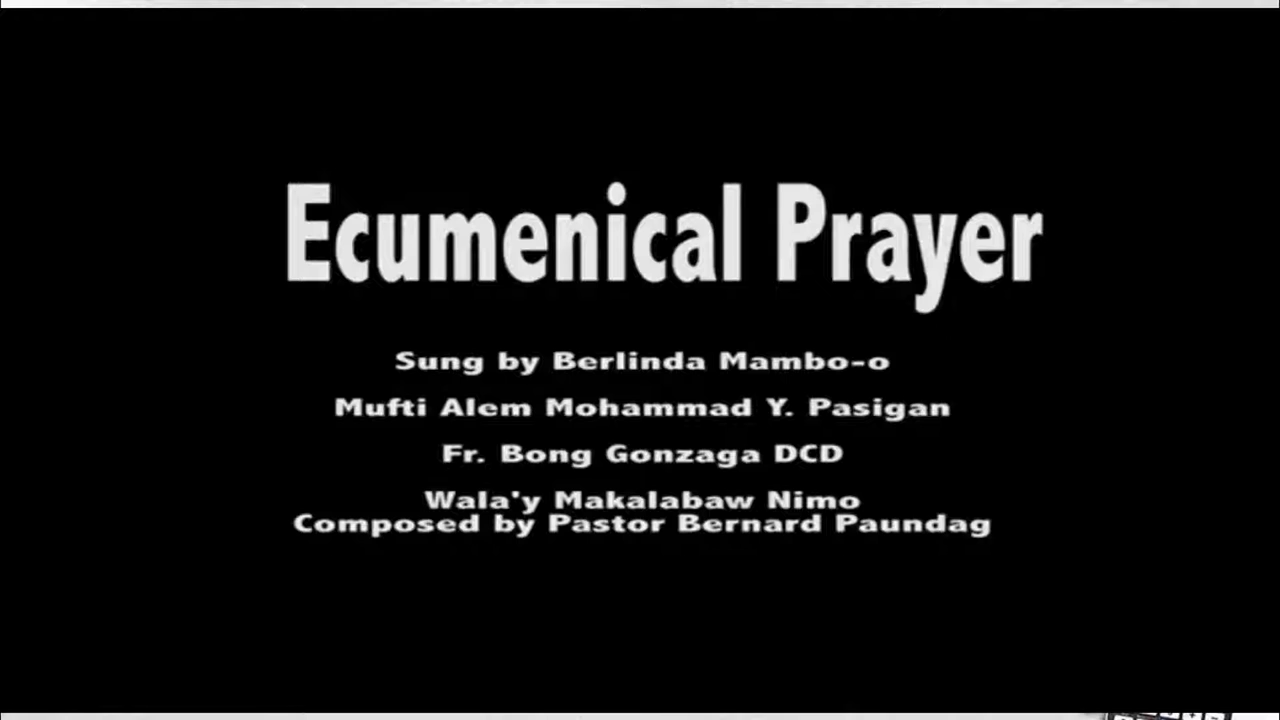 Ecumenical Prayer
Sung by Berlinda Mambo-o
Mufti Alem Mohammad Y. Pasigan
Fr. Bong Gonzaga DCD
Wala'y Makalabaw Nimo
Composed by Pastor Bernard Paundag